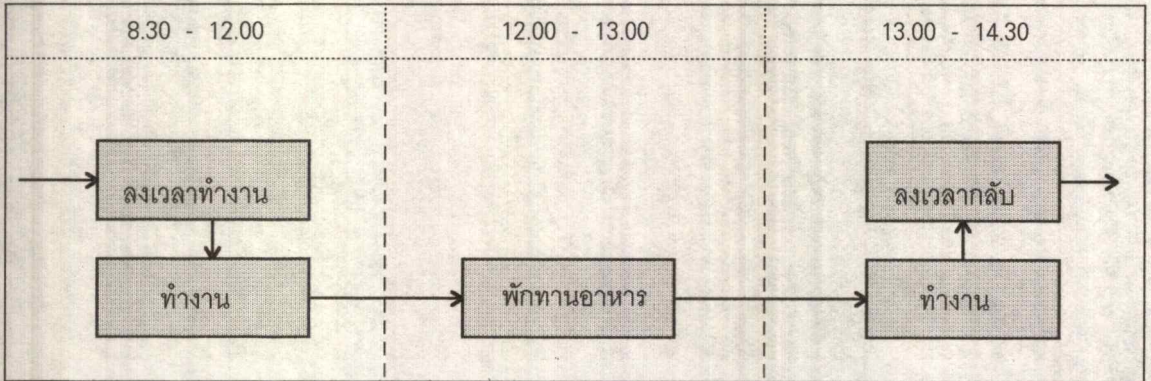 8.30 - 12.00 12.00 - 13.00 13.00 - 14.30
ลงเวลาทำงาน ลงเวลากลับ
ทำงาน พักทานอาหาร ทำงาน